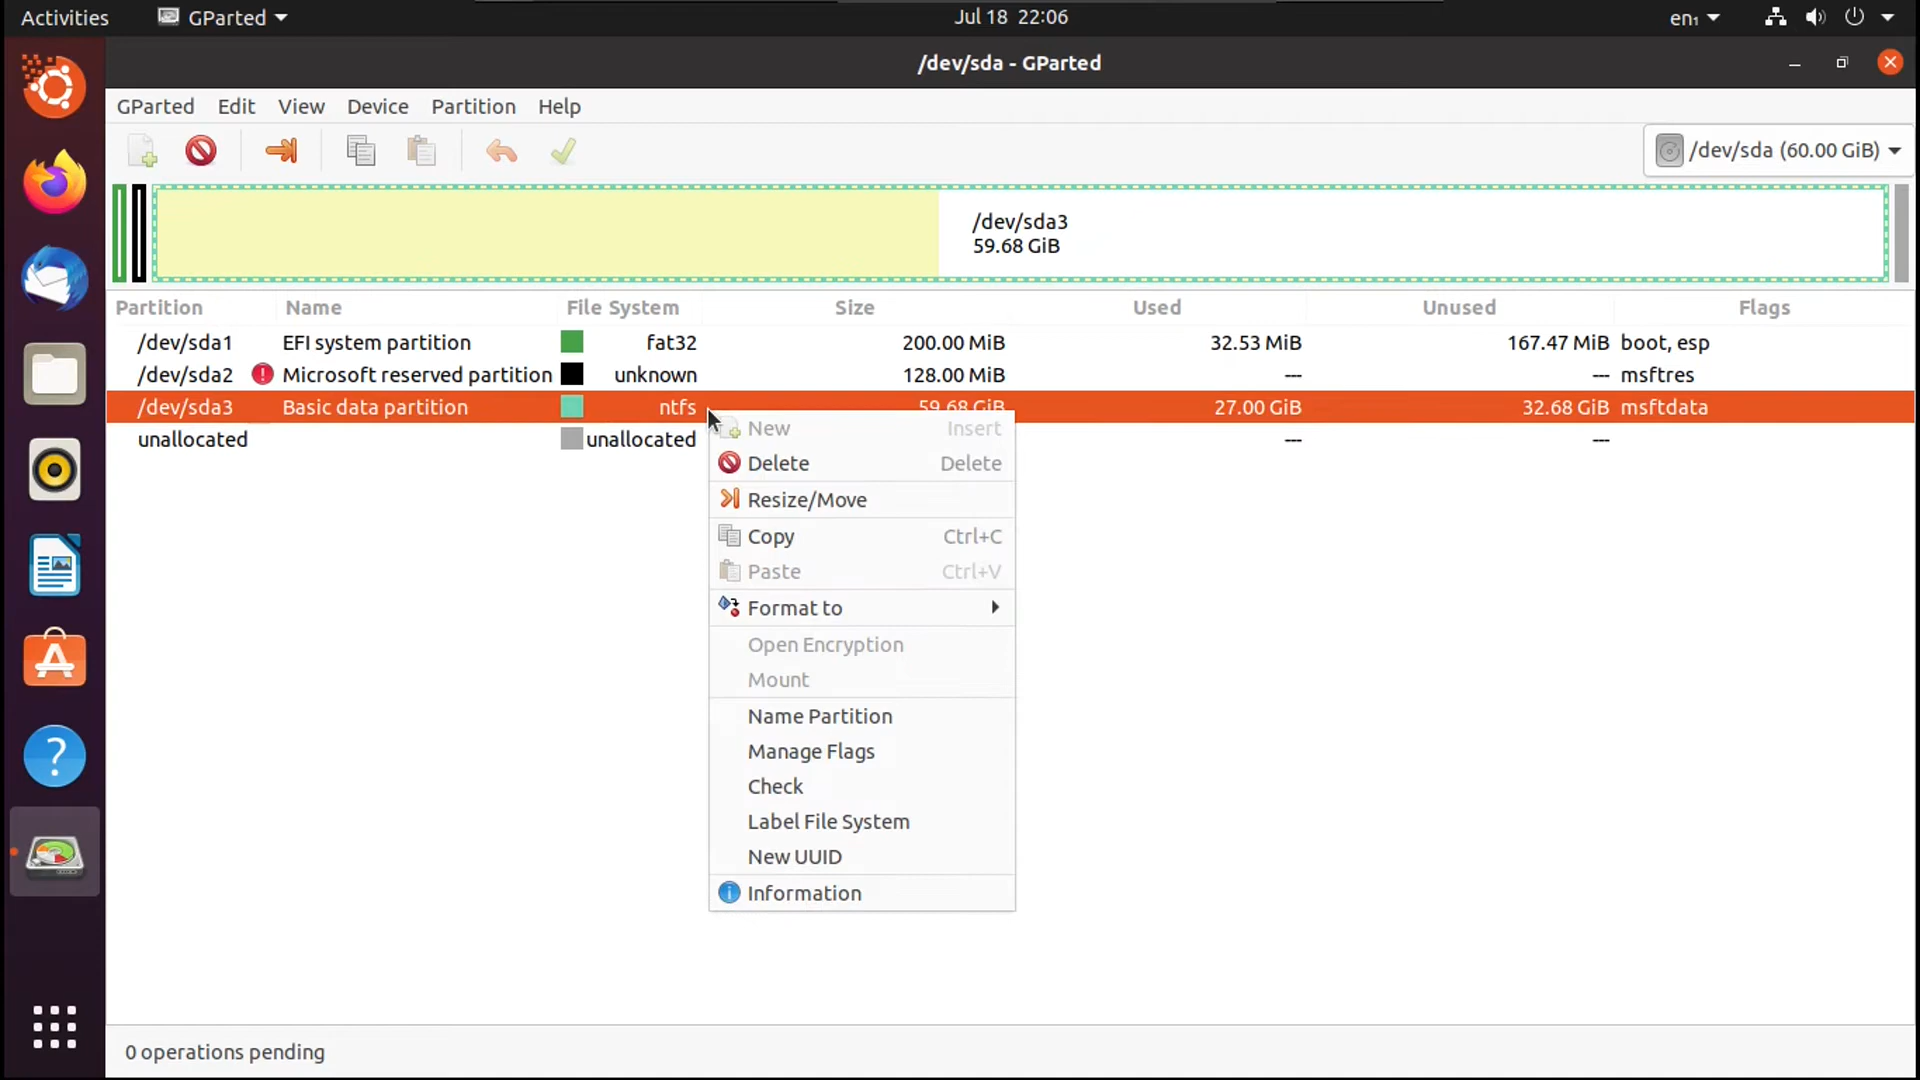 Activities GParted Jul 18 22:06 en₁
/dev/sda - GParted
GParted Edit View Device Partition Help
/dev/sda (60.00 GiB)
/dev/sda3
59.68 GiB
Partition Name File System Size Used Unused Flags
/dev/sda1 EFI system partition fat32 200.00 MiB 32.53 MiB 167.47 MiB boot, esp
/dev/sda2 Microsoft reserved partition unknown 128.00 MiB --- --- msftres
/dev/sda3 Basic data partition ntfs 59.68 GiB 27.00 GiB 32.68 GiB msftdata
unallocated unallocated --- ---
New Insert
Delete Delete
Resize/Move
Copy Ctrl+C
Paste Ctrl+V
Format to
Open Encryption
Mount
Name Partition
Manage Flags
Check
Label File System
New UUID
Information
0 operations pending